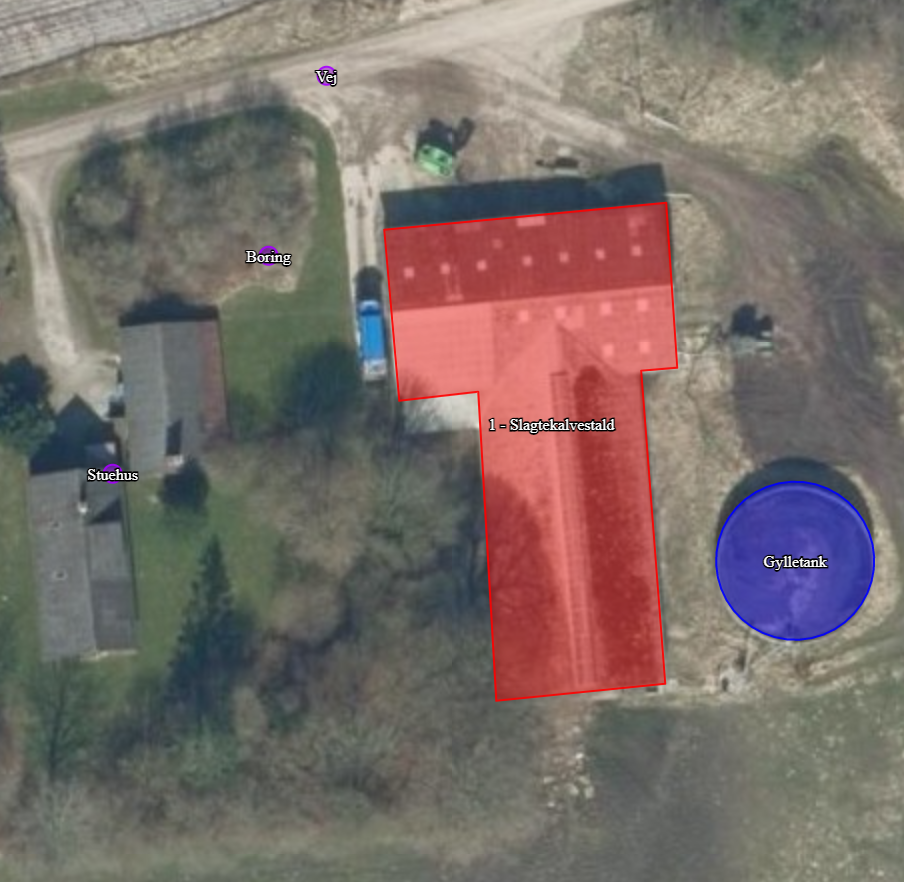 Vej
Boring
1 - Slagtekalvestald
Stuehus
Gylletank